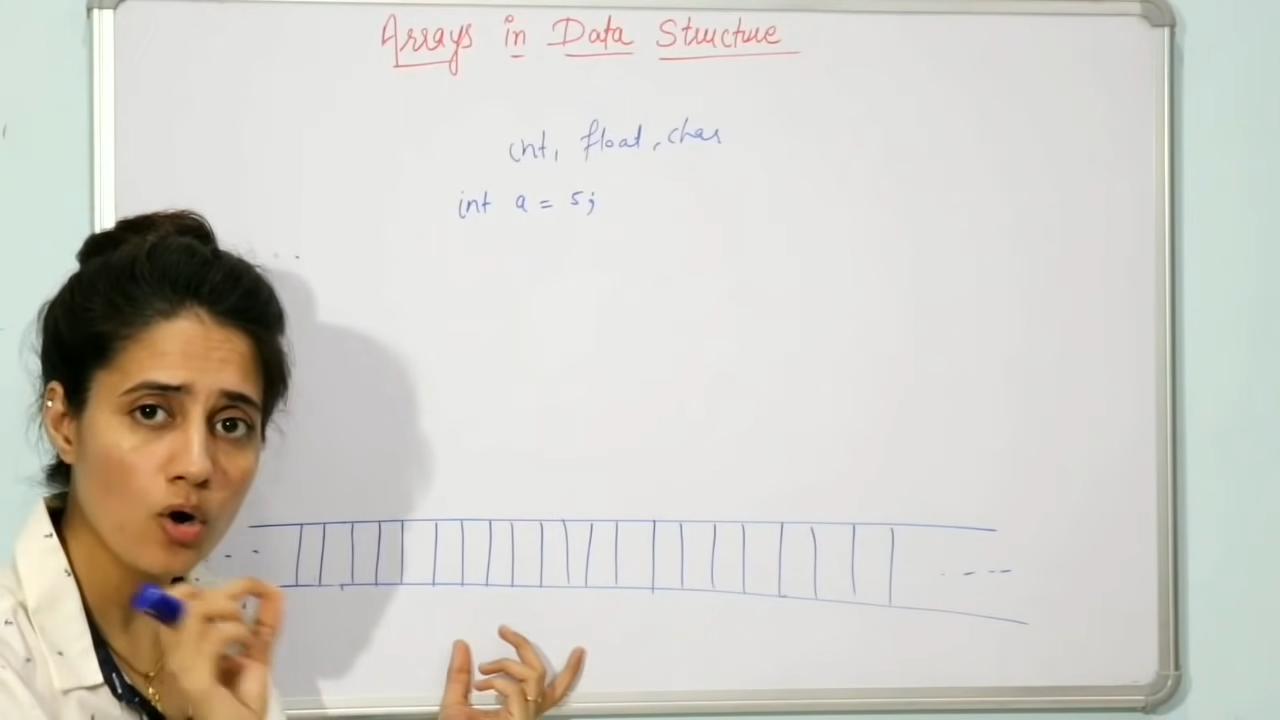 Arrays in Data Structure
int, float, char
int a = 5;